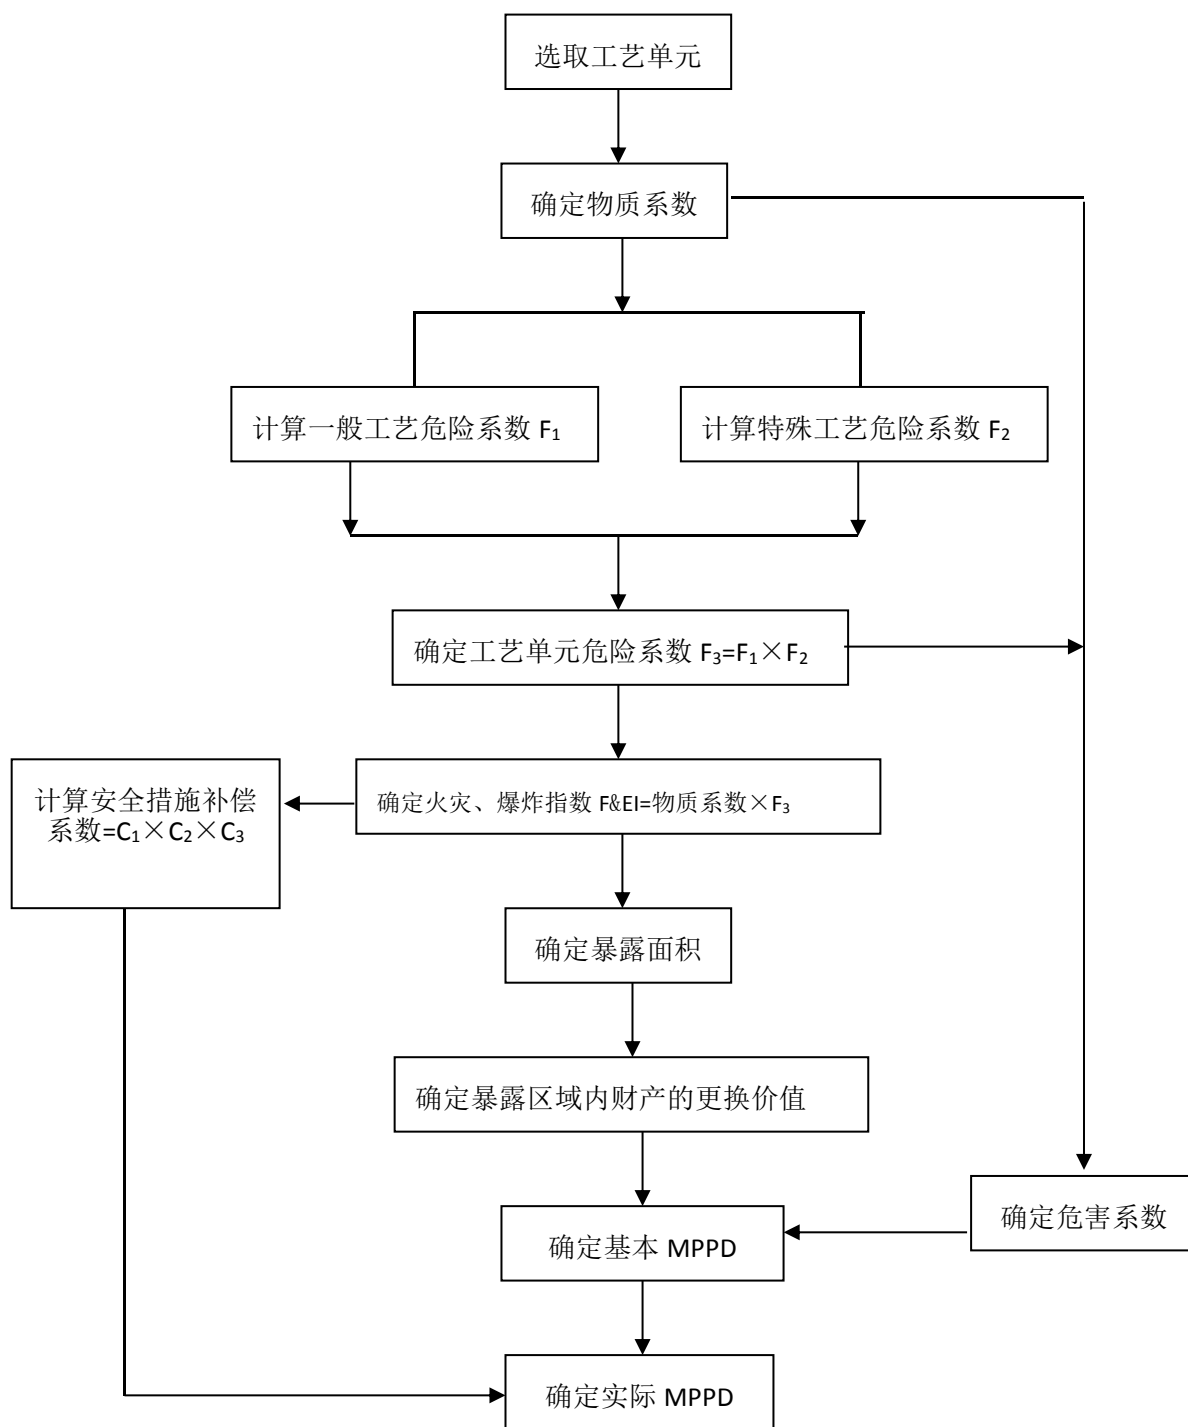 选取工艺单元
确定物质系数
计算一般工艺危险系数 F₁
计算特殊工艺危险系数 F₂
确定工艺单元危险系数 F₃=F₁×F₂
计算安全措施补偿
系数=C₁×C₂×C₃
确定火灾、爆炸指数 F&EI=物质系数×F₃
确定暴露面积
确定暴露区域内财产的更换价值
确定危害系数
确定基本 MPPD
确定实际 MPPD